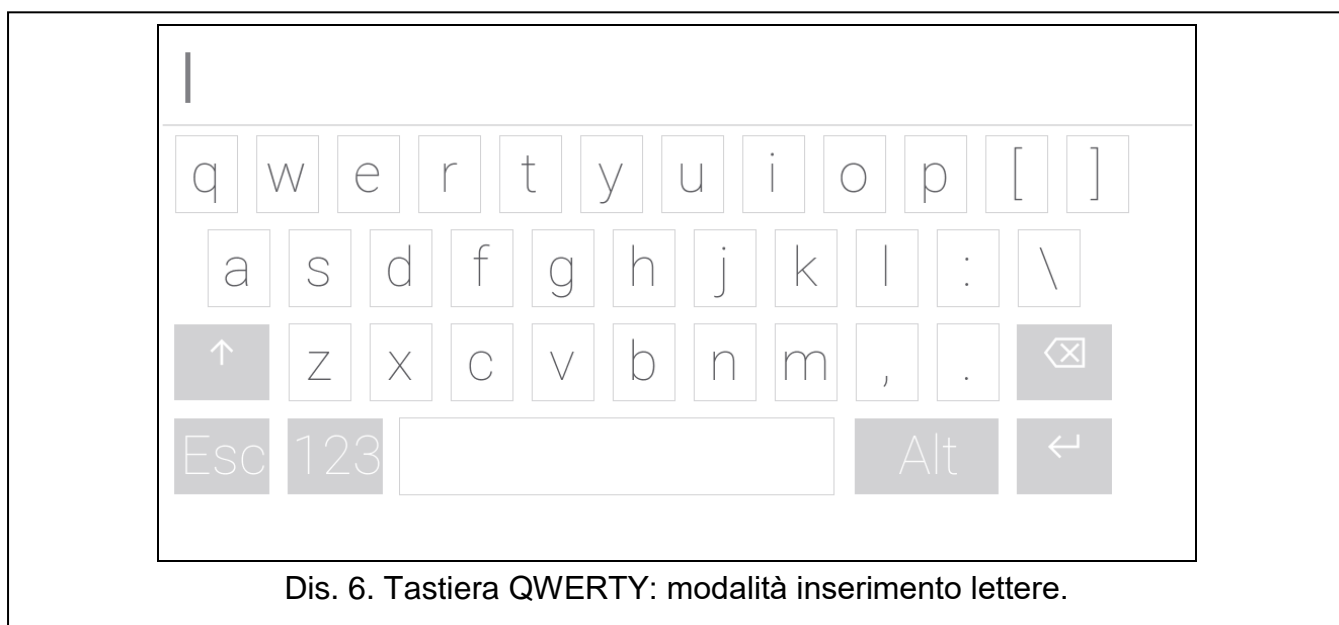 q w e r t y u i o p [ ]
a s d f g h j k l : \
↑ z x c v b n m , . ⌫
Esc 123 Alt ↵
Dis. 6. Tastiera QWERTY: modalità inserimento lettere.